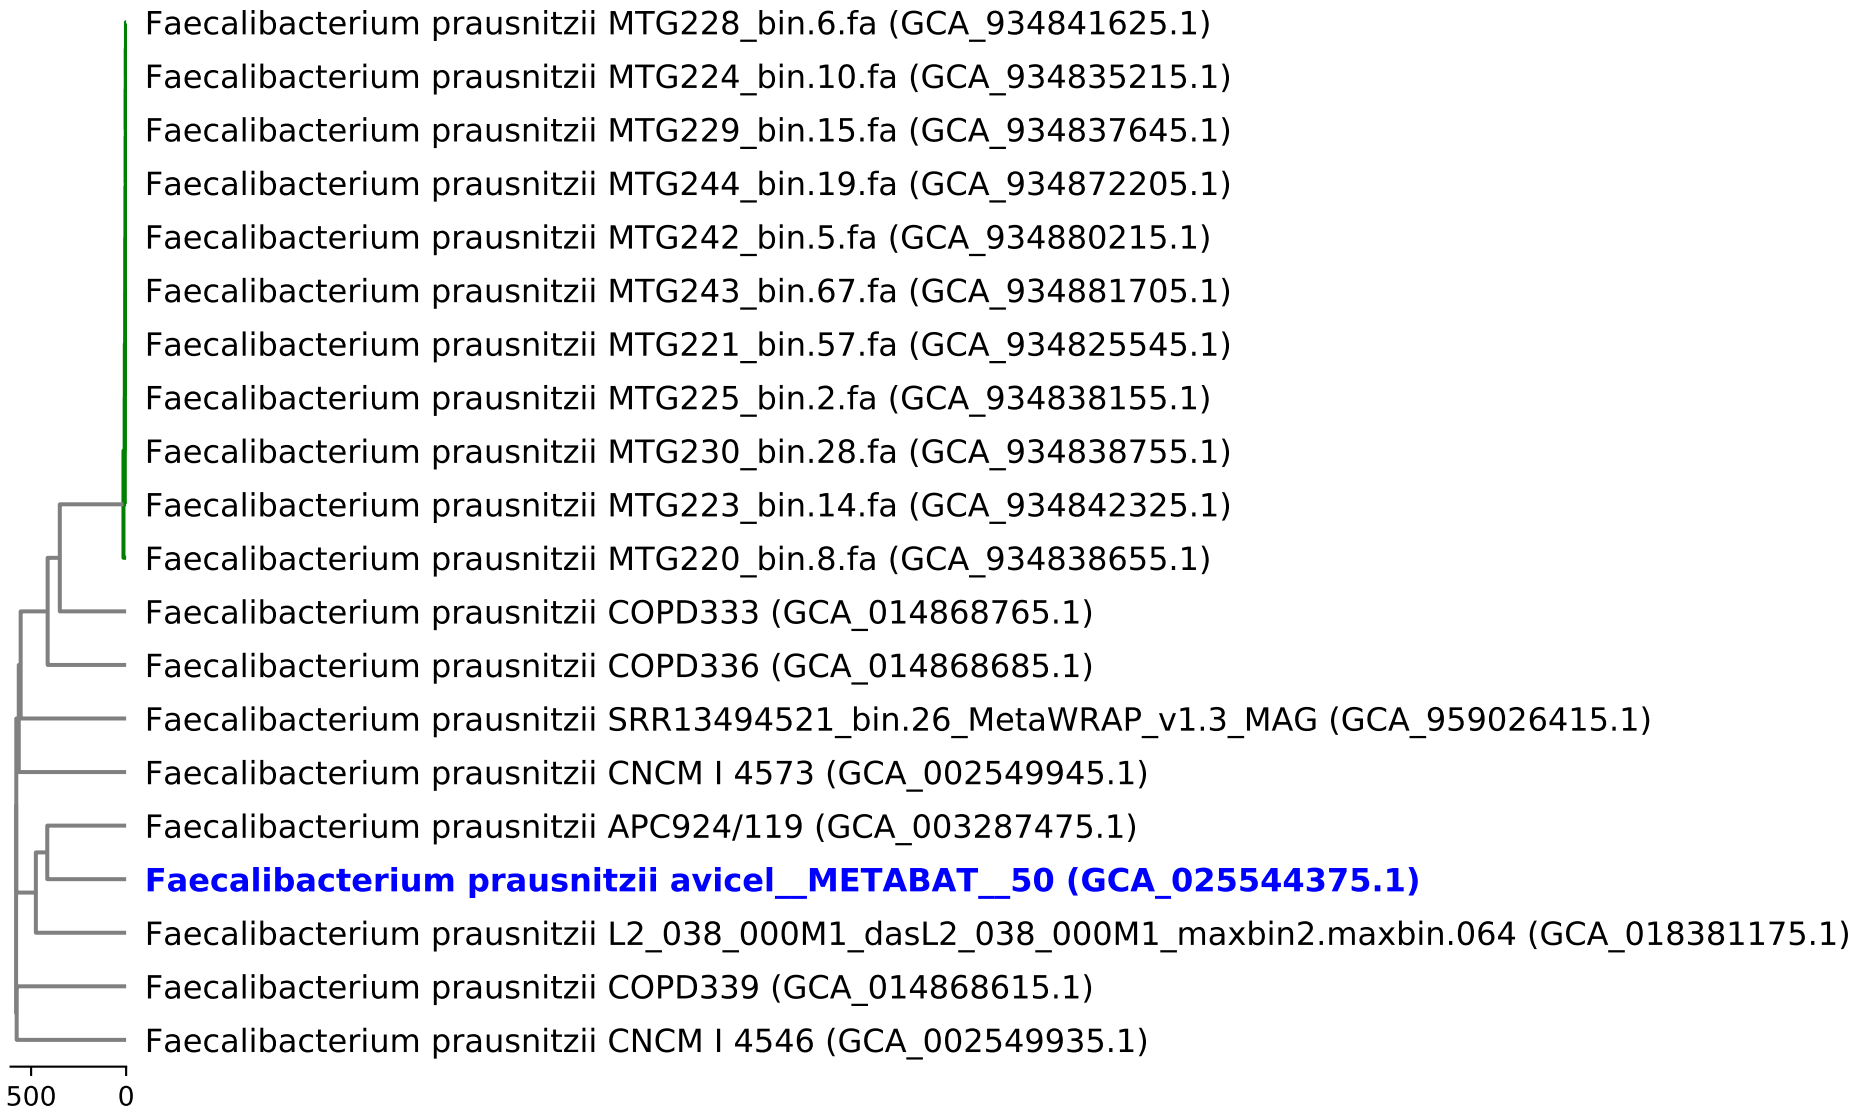 Faecalibacterium prausnitzii MTG228_bin.6.fa (GCA_934841625.1)
Faecalibacterium prausnitzii MTG224_bin.10.fa (GCA_934835215.1)
Faecalibacterium prausnitzii MTG229_bin.15.fa (GCA_934837645.1)
Faecalibacterium prausnitzii MTG244_bin.19.fa (GCA_934872205.1)
Faecalibacterium prausnitzii MTG242_bin.5.fa (GCA_934880215.1)
Faecalibacterium prausnitzii MTG243_bin.67.fa (GCA_934881705.1)
Faecalibacterium prausnitzii MTG221_bin.57.fa (GCA_934825545.1)
Faecalibacterium prausnitzii MTG225_bin.2.fa (GCA_934838155.1)
Faecalibacterium prausnitzii MTG230_bin.28.fa (GCA_934838755.1)
Faecalibacterium prausnitzii MTG223_bin.14.fa (GCA_934842325.1)
Faecalibacterium prausnitzii MTG220_bin.8.fa (GCA_934838655.1)
Faecalibacterium prausnitzii COPD333 (GCA_014868765.1)
Faecalibacterium prausnitzii COPD336 (GCA_014868685.1)
Faecalibacterium prausnitzii SRR13494521_bin.26_MetaWRAP_v1.3_MAG (GCA_959026415.1)
Faecalibacterium prausnitzii CNCM I 4573 (GCA_002549945.1)
Faecalibacterium prausnitzii APC924/119 (GCA_003287475.1)
Faecalibacterium prausnitzii avicel__METABAT__50 (GCA_025544375.1)
Faecalibacterium prausnitzii L2_038_000M1_dasL2_038_000M1_maxbin2.maxbin.064 (GCA_018381175.1)
Faecalibacterium prausnitzii COPD339 (GCA_014868615.1)
Faecalibacterium prausnitzii CNCM I 4546 (GCA_002549935.1)
500 0